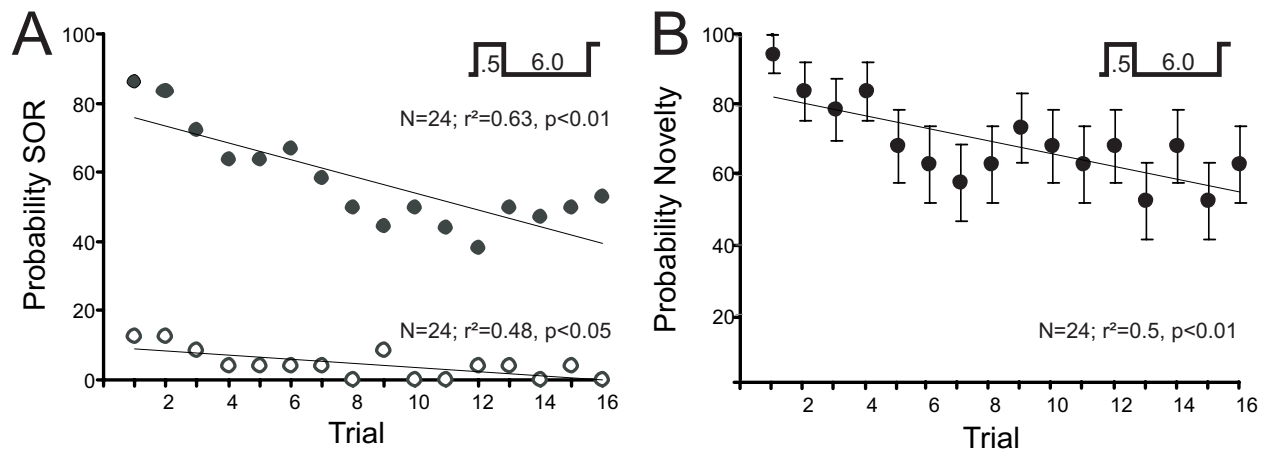 A
100
80
60
40
20
0
Probability SOR
.5 6.0
N=24; r²=0.63, p<0.01
N=24; r²=0.48, p<0.05
2 4 6 8 10 12 14 16
Trial
B
100
80
60
40
20
Probability Novelty
.5 6.0
N=24; r²=0.5, p<0.01
2 4 6 8 10 12 14 16
Trial